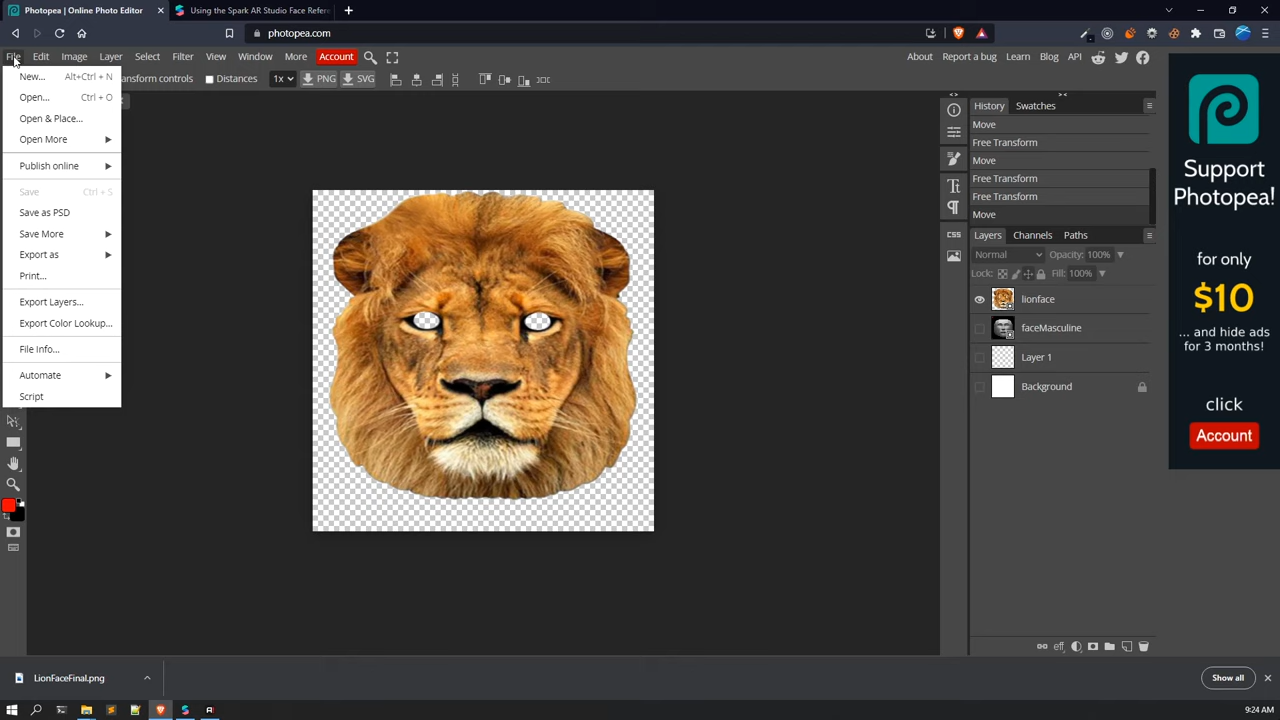 Photopea | Online Photo Editor
Using the Spark AR Studio Face Refere
photopea.com
File Edit Image Layer Select Filter View Window More Account
About Report a bug Learn Blog API
New... Alt+Ctrl + N
Open... Ctrl + O
Open & Place...
Open More
Publish online
Save Ctrl + S
Save as PSD
Save More
Export as
Print...
Export Layers...
Export Color Lookup...
File Info...
Automate
Script
ansform controls
Distances
1x
PNG
SVG
History Swatches
Move
Free Transform
Move
Free Transform
Free Transform
Move
Layers Channels Paths
Normal Opacity: 100%
Lock: Fill: 100%
lionface
faceMasculine
Layer 1
Background
CSS
eff
Support
Photopea!
for only
$10
... and hide ads
for 3 months!
click
Account
LionFaceFinal.png
Show all
9:24 AM